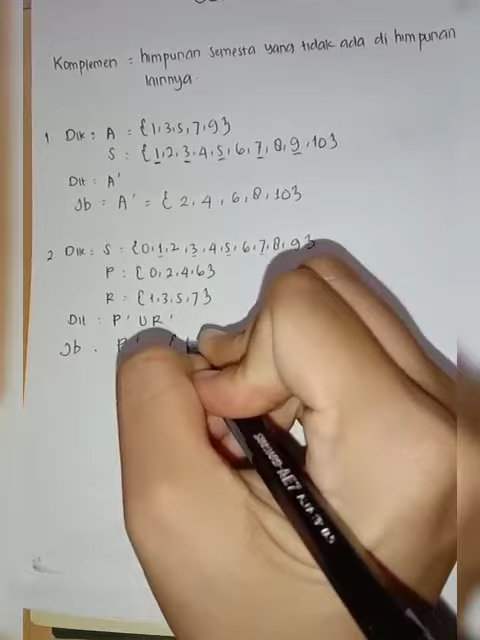 Komplemen = himpunan semesta yang tidak ada di himpunan
lainnya.
1 Dik : A = {1,3,5,7,9}
S = {1,2,3,4,5,6,7,8,9,10}
Dit : A'
Jb : A' = { 2, 4, 6, 8, 10}
2 Dik : S = {0,1,2,3,4,5,6,7,8,9}
P = {0,2,4,6}
R = {1,3,5,7}
Dit : P' U R'
Jb :
AE7